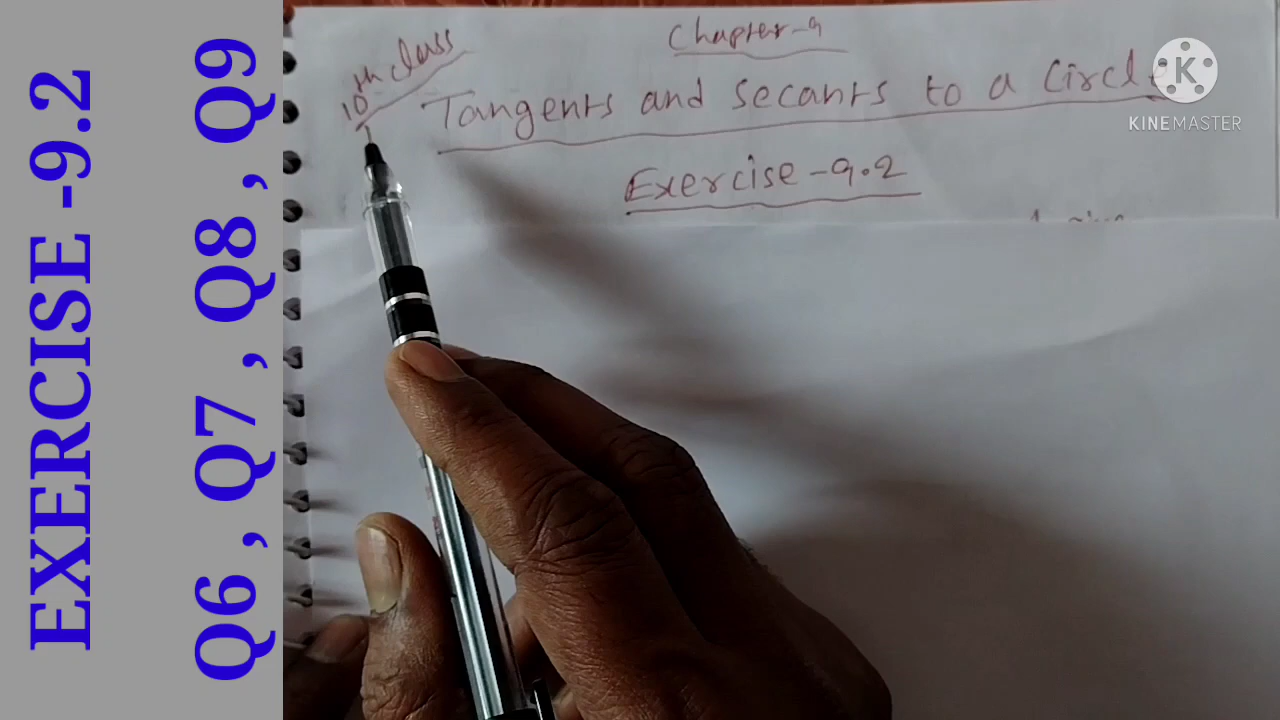 EXERCISE -9.2
Q6 , Q7 , Q8 , Q9
Chapter-9
10th class
Tangents and secants to a Circle
Exercise-9.2
K
KINEMASTER